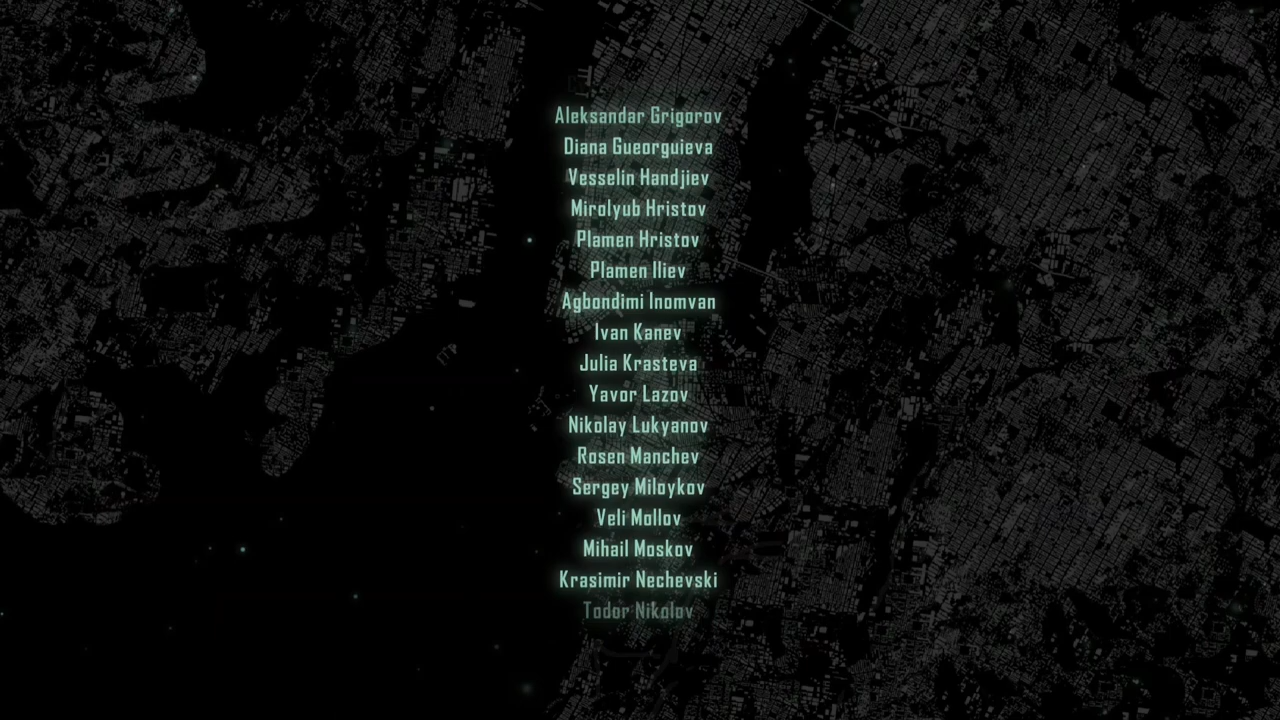 Aleksandar Grigorov
Diana Gueorguieva
Vesselin Handjiev
Mirolyub Hristov
Plamen Hristov
Plamen Iliev
Agbondimi Inomvan
Ivan Kanev
Julia Krasteva
Yavor Lazov
Nikolay Lukyanov
Rosen Manchev
Sergey Miloykov
Veli Mollov
Mihail Moskov
Krasimir Nechevski
Todor Nikolov